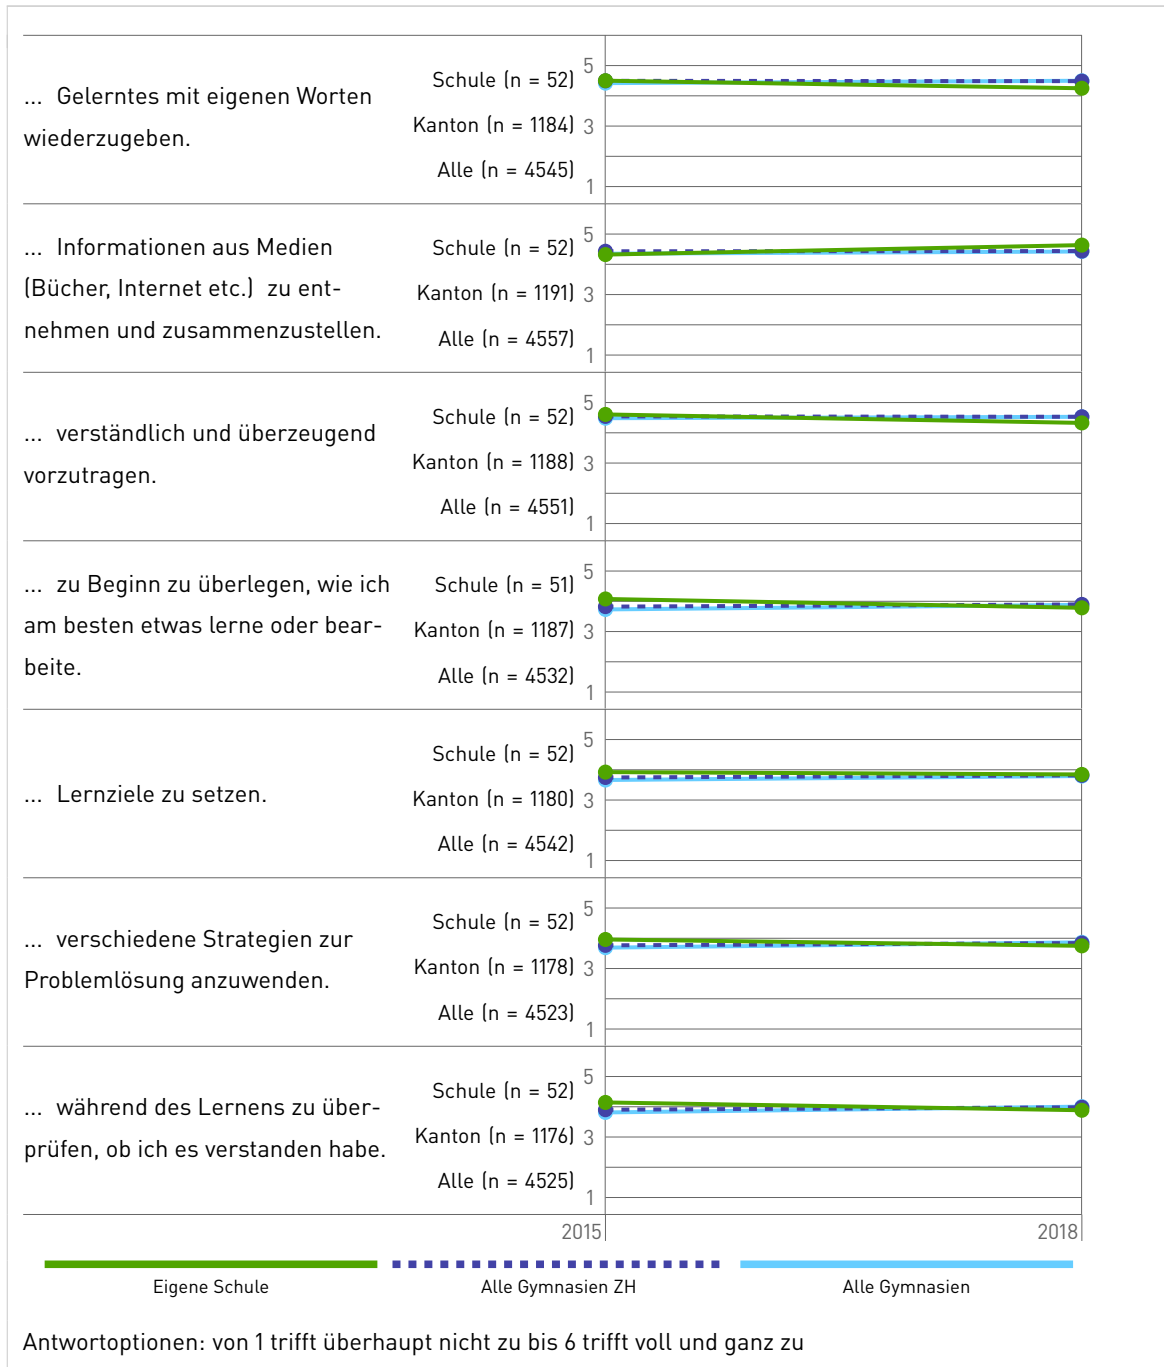 ... Gelerntes mit eigenen Worten
wiederzugeben.
Schule (n = 52)
Kanton (n = 1184)
Alle (n = 4545)
5
3
1
... Informationen aus Medien
(Bücher, Internet etc.) zu ent-
nehmen und zusammenzustellen.
Schule (n = 52)
Kanton (n = 1191)
Alle (n = 4557)
5
3
1
... verständlich und überzeugend
vorzutragen.
Schule (n = 52)
Kanton (n = 1188)
Alle (n = 4551)
5
3
1
... zu Beginn zu überlegen, wie ich
am besten etwas lerne oder bear-
beite.
Schule (n = 51)
Kanton (n = 1187)
Alle (n = 4532)
5
3
1
... Lernziele zu setzen.
Schule (n = 52)
Kanton (n = 1180)
Alle (n = 4542)
5
3
1
... verschiedene Strategien zur
Problemlösung anzuwenden.
Schule (n = 52)
Kanton (n = 1178)
Alle (n = 4523)
5
3
1
... während des Lernens zu über-
prüfen, ob ich es verstanden habe.
Schule (n = 52)
Kanton (n = 1176)
Alle (n = 4525)
5
3
1
2015 2018
Eigene Schule Alle Gymnasien ZH Alle Gymnasien
Antwortoptionen: von 1 trifft überhaupt nicht zu bis 6 trifft voll und ganz zu